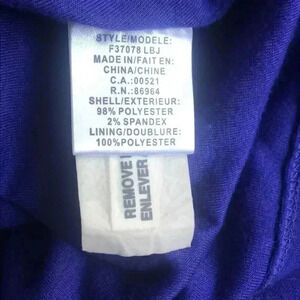 STYLE/MODELE:
F37078 LBJ
MADE IN/FAIT EN:
CHINA/CHINE
C.A.:00521
R.N.:86964
SHELL/EXTERIEUR:
98% POLYESTER
2% SPANDEX
LINING/DOUBLURE:
100%POLYESTER
REMOVE
ENLEVER